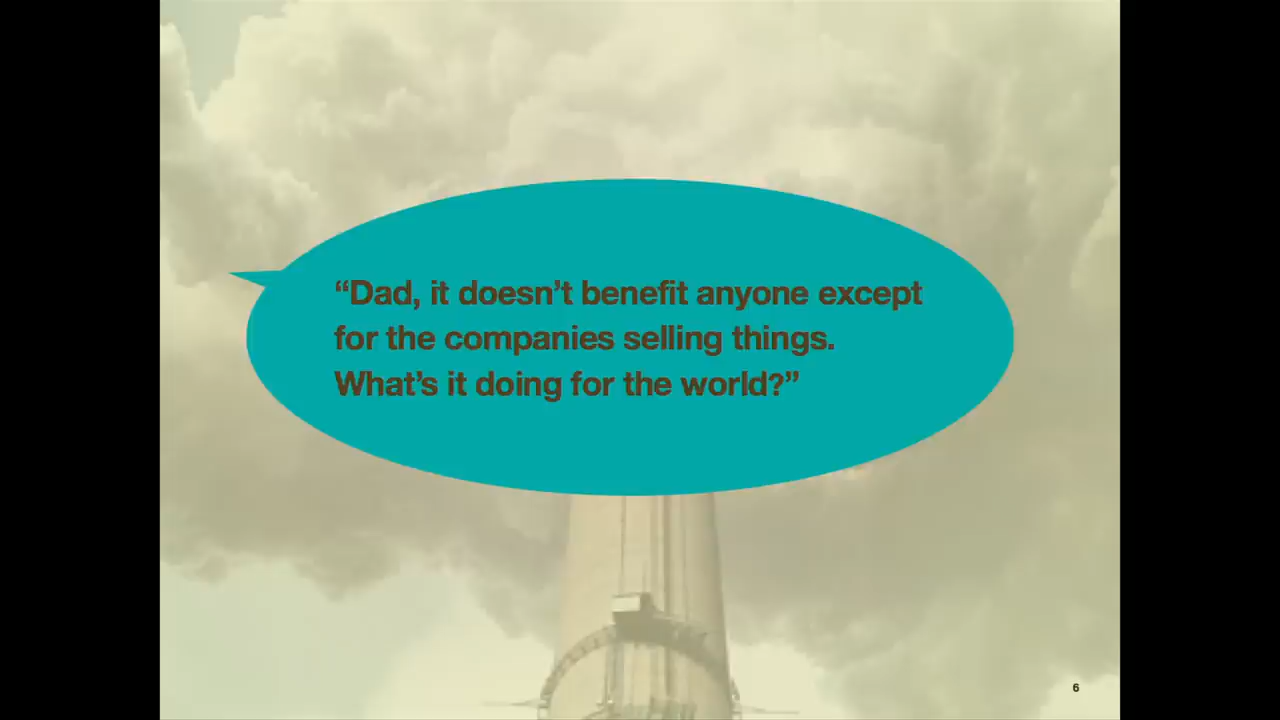 “Dad, it doesn’t benefit anyone except
for the companies selling things.
What’s it doing for the world?”
6